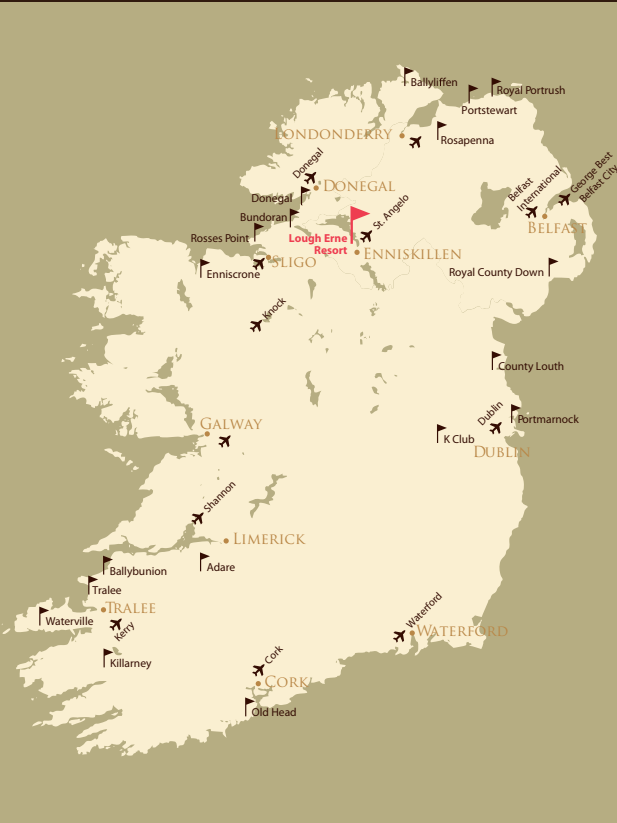 Ballyliffen
Royal Portrush
Portstewart
LONDONDERRY
Rosapenna
Donegal
DONEGAL
Donegal
George Best
Belfast City
Belfast
International
BELFAST
Bundoran
St. Angelo
Rosses Point
Lough Erne
Resort
ENNISKILLEN
SLIGO
Enniscrone
Royal County Down
Knock
County Louth
GALWAY
Dublin
Portmarnock
K Club
DUBLIN
Shannon
LIMERICK
Adare
Ballybunion
Tralee
TRALEE
Waterville
Kerry
Killarney
Waterford
WATERFORD
Cork
CORK
Old Head